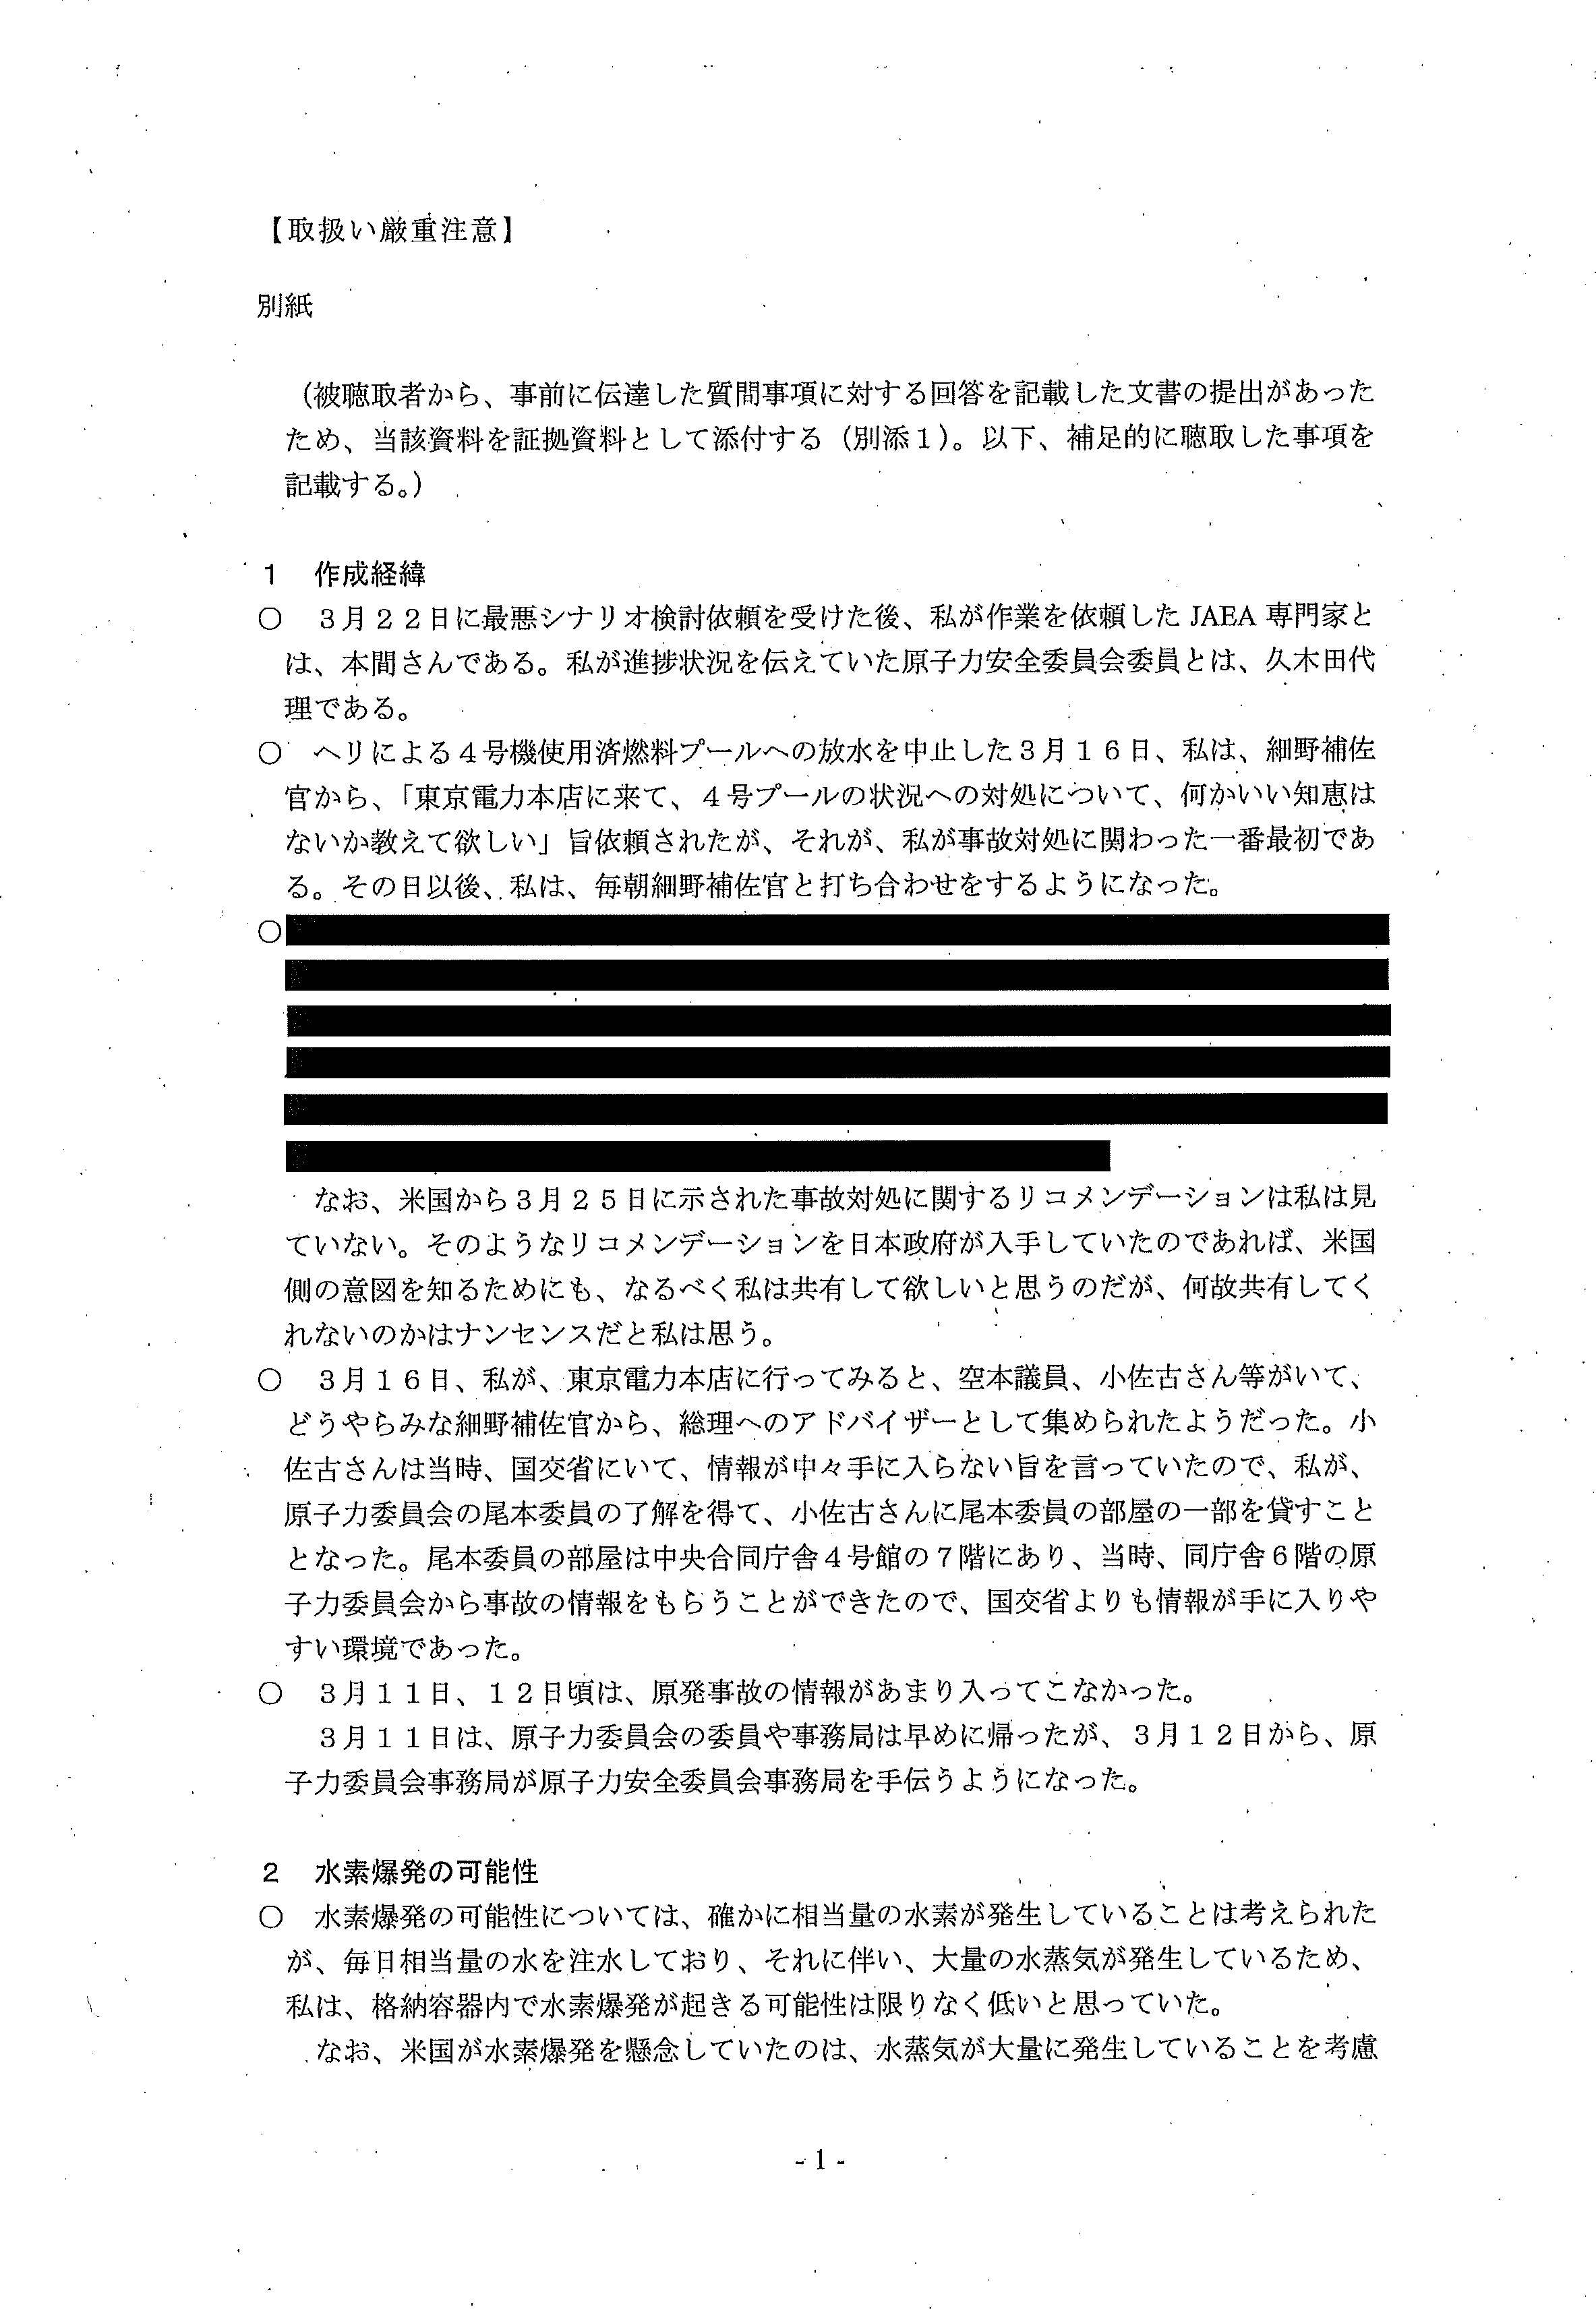 【取扱い厳重注意】
別紙
（被聴取者から、事前に伝達した質問事項に対する回答を記載した文書の提出があった
ため、当該資料を証拠資料として添付する（別添１）。以下、補足的に聴取した事項を
記載する。）
１　作成経緯
○　３月２２日に最悪シナリオ検討依頼を受けた後、私が作業を依頼した JAEA 専門家と
は、本間さんである。私が進捗状況を伝えていた原子力安全委員会委員とは、久木田代
理である。
○　ヘリによる４号機使用済燃料プールへの放水を中止した３月１６日、私は、細野補佐
官から、「東京電力本店に来て、４号プールの状況への対処について、何かいい知恵は
ないか教えて欲しい」旨依頼されたが、それが、私が事故対処に関わった一番最初であ
る。その日以後、私は、毎朝細野補佐官と打ち合わせをするようになった。
○
なお、米国から３月２５日に示された事故対処に関するリコメンデーションは私は見
ていない。そのようなリコメンデーションを日本政府が入手していたのであれば、米国
側の意図を知るためにも、なるべく私は共有して欲しいと思うのだが、何故共有してく
れないのかはナンセンスだと私は思う。
○　３月１６日、私が、東京電力本店に行ってみると、空本議員、小佐古さん等がいて、
どうやらみな細野補佐官から、総理へのアドバイザーとして集められたようだった。小
佐古さんは当時、国交省にいて、情報が中々手に入らない旨を言っていたので、私が、
原子力委員会の尾本委員の了解を得て、小佐古さんに尾本委員の部屋の一部を貸すこと
となった。尾本委員の部屋は中央合同庁舎４号館の７階にあり、当時、同庁舎６階の原
子力委員会から事故の情報をもらうことができたので、国交省よりも情報が手に入りや
すい環境であった。
○　３月１１日、１２日頃は、原発事故の情報があまり入ってこなかった。
３月１１日は、原子力委員会の委員や事務局は早めに帰ったが、３月１２日から、原
子力委員会事務局が原子力安全委員会事務局を手伝うようになった。
２　水素爆発の可能性
○　水素爆発の可能性については、確かに相当量の水素が発生していることは考えられた
が、毎日相当量の水を注水しており、それに伴い、大量の水蒸気が発生しているため、
私は、格納容器内で水素爆発が起きる可能性は限りなく低いと思っていた。
なお、米国が水素爆発を懸念していたのは、水蒸気が大量に発生していることを考慮
- 1 -